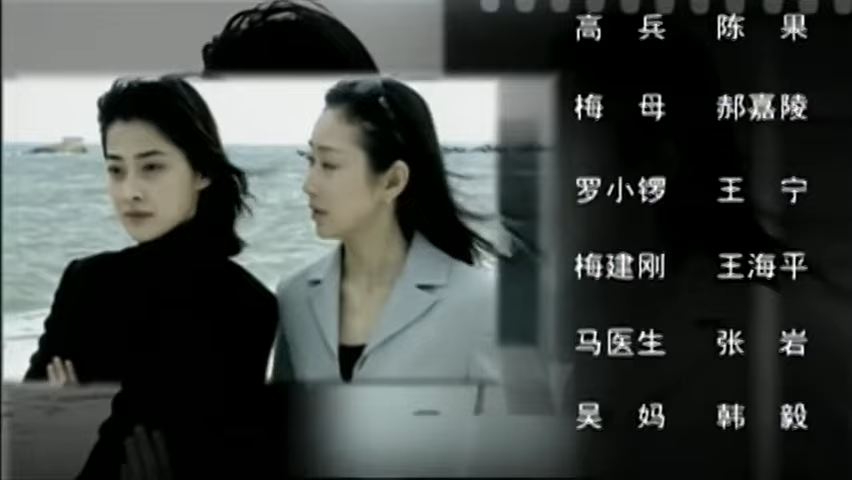 高 兵 陈 果
梅 母 郝嘉陵
罗小锣 王 宁
梅建刚 王海平
马医生 张 岩
吴 妈 韩 毅